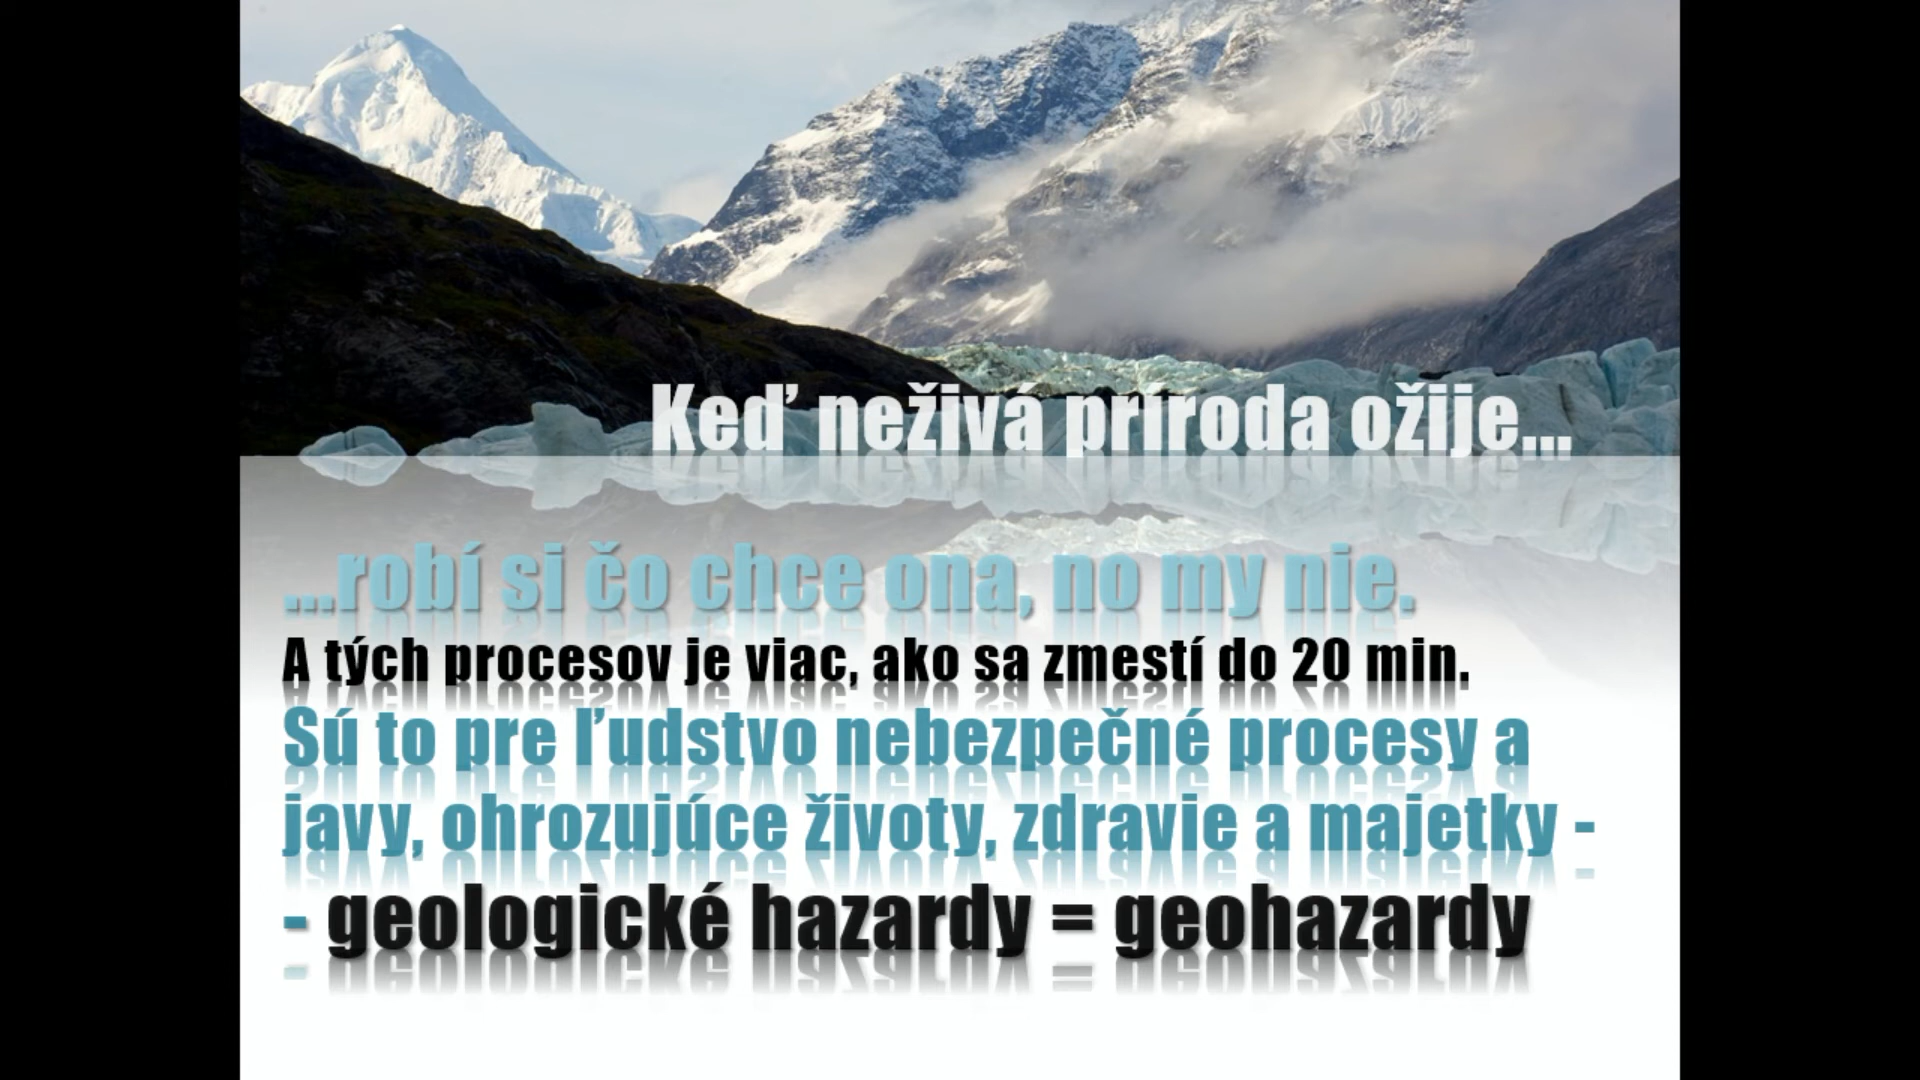 Keď neživá príroda ožije...
...robí si čo chce ona, no my nie.
A tých procesov je viac, ako sa zmestí do 20 min.
Sú to pre ľudstvo nebezpečné procesy a
javy, ohrozujúce životy, zdravie a majetky -
- geologické hazardy = geohazardy